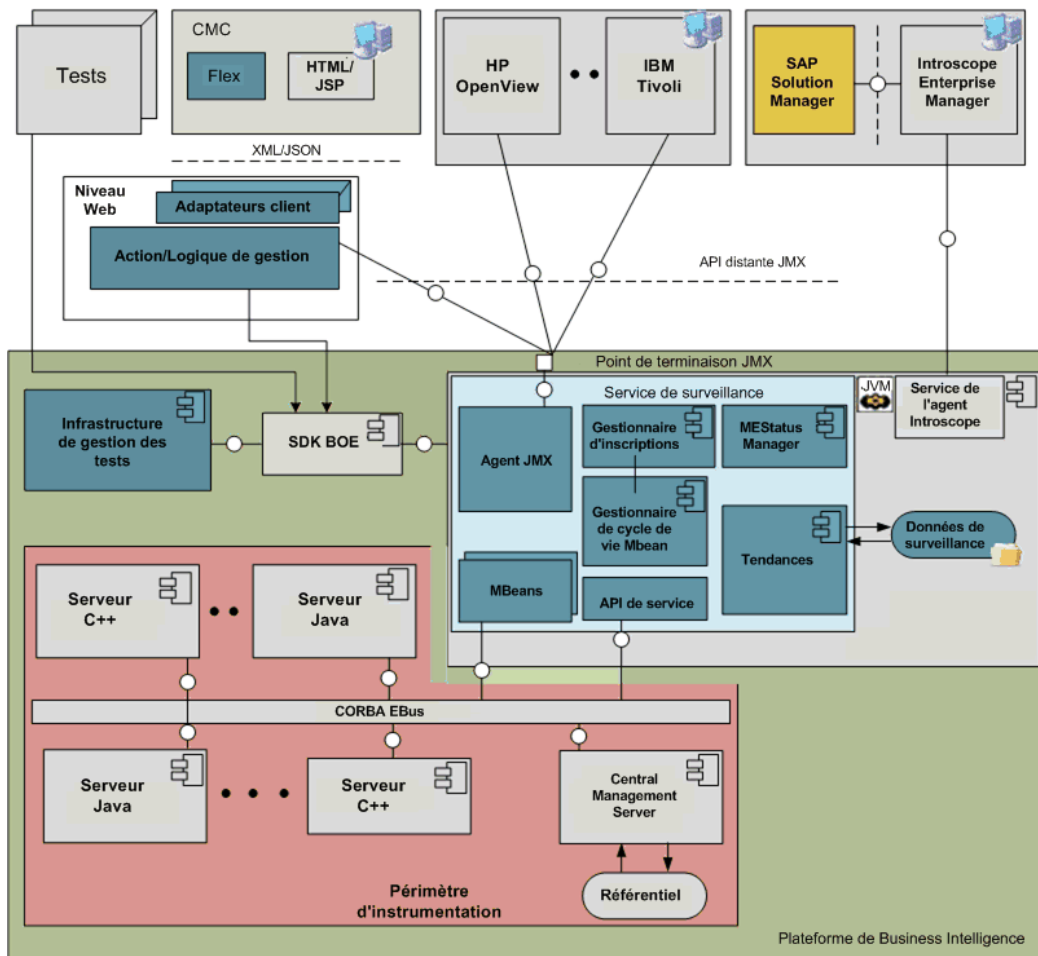 Tests
CMC
Flex
HTML/
JSP
HP
OpenView
IBM
Tivoli
SAP
Solution
Manager
Introscope
Enterprise
Manager
XML/JSON
Niveau
Web
Adaptateurs client
Action/Logique de gestion
API distante JMX
Point de terminaison JMX
Infrastructure
de gestion des
tests
SDK BOE
Service de surveillance
Agent JMX
Gestionnaire
d'inscriptions
MEStatus
Manager
JVM
Service de
l'agent
Introscope
Gestionnaire
de cycle de
vie Mbean
Tendances
Données de
surveillance
MBeans
API de service
Serveur
C++
Serveur
Java
CORBA EBus
Serveur
Java
Serveur
C++
Central
Management
Server
Référentiel
Périmètre
d'instrumentation
Plateforme de Business Intelligence